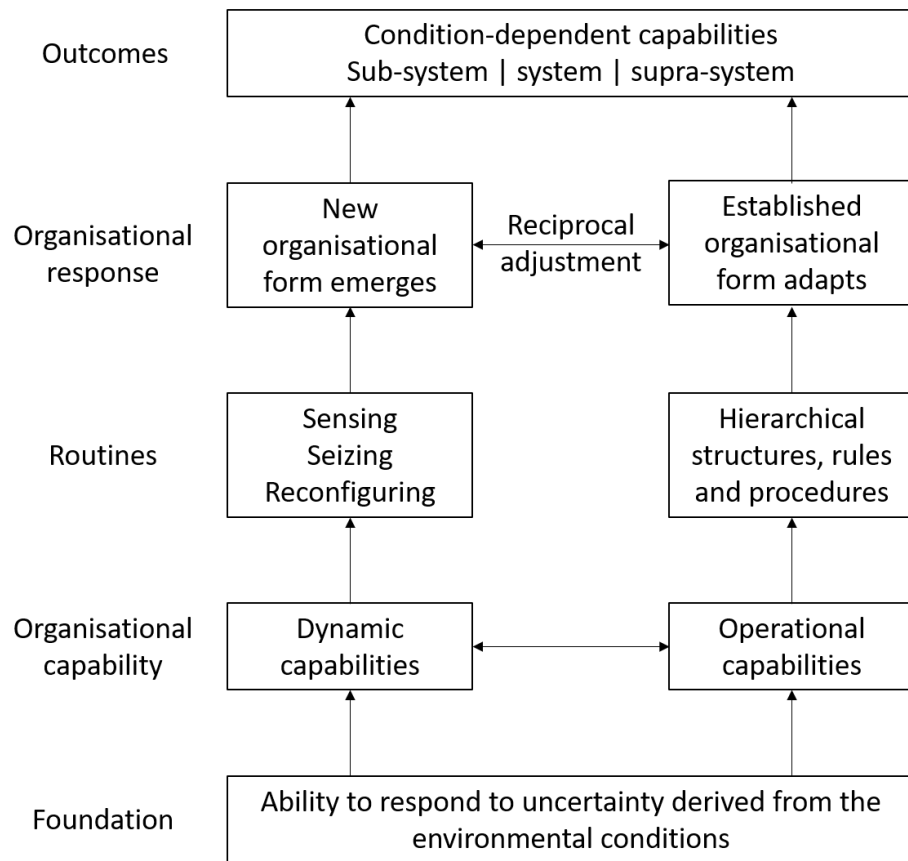 Outcomes
Condition-dependent capabilities
Sub-system | system | supra-system
Organisational
response
New
organisational
form emerges
Reciprocal
adjustment
Established
organisational
form adapts
Routines
Sensing
Seizing
Reconfiguring
Hierarchical
structures, rules
and procedures
Organisational
capability
Dynamic
capabilities
Operational
capabilities
Foundation
Ability to respond to uncertainty derived from the
environmental conditions